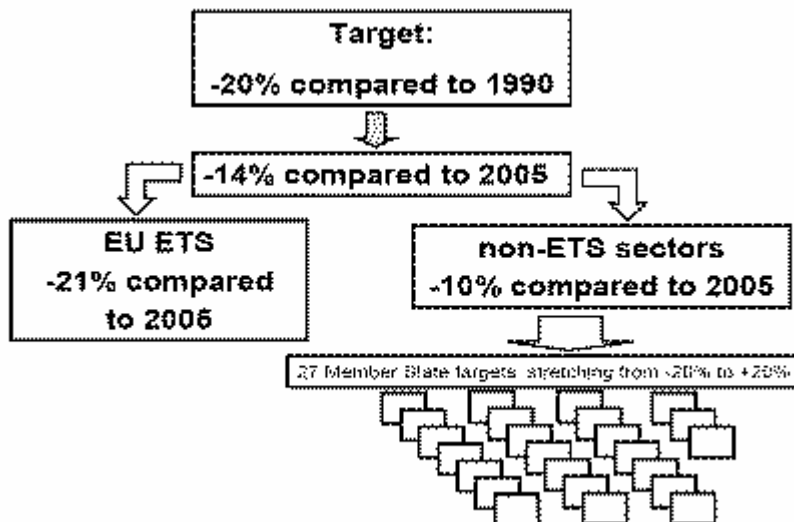 Target:
-20% compared to 1990
-14% compared to 2005
EU ETS
-21% compared
to 2005
non-ETS sectors
-10% compared to 2005
27 Member State targets, stretching from -20% to +20%